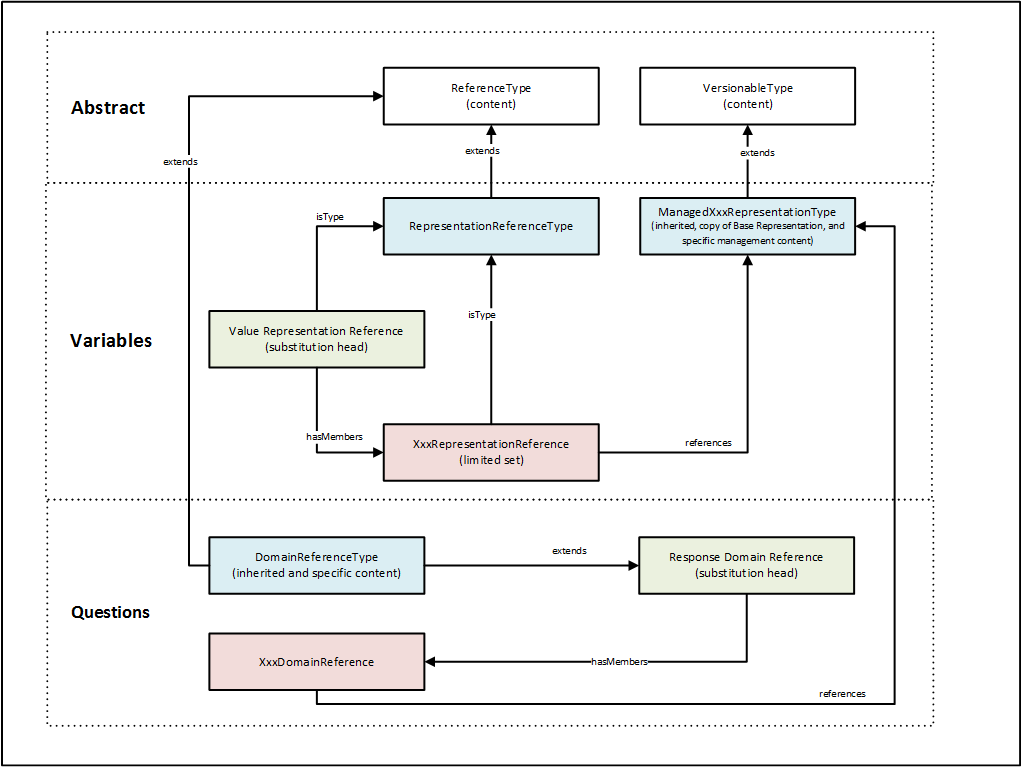 Abstract
ReferenceType
(content)
VersionableType
(content)
extends
extends
extends
Variables
isType
RepresentationReferenceType
ManagedXxxRepresentationType
(inherited, copy of Base Representation, and
specific management content)
Value Representation Reference
(substitution head)
isType
hasMembers
XxxRepresentationReference
(limited set)
references
Questions
DomainReferenceType
(inherited and specific content)
extends
Response Domain Reference
(substitution head)
XxxDomainReference
hasMembers
references